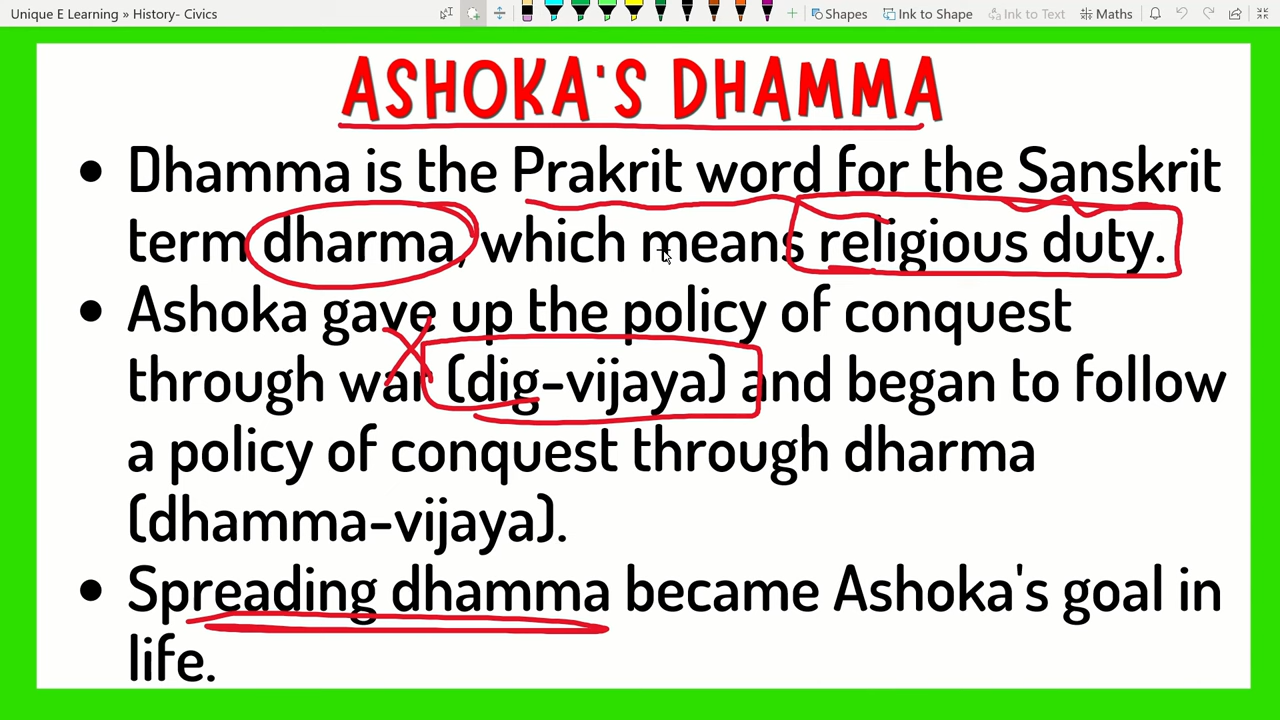 Unique E Learning » History- Civics
Shapes Ink to Shape Ink to Text Maths
ASHOKA'S DHAMMA
• Dhamma is the Prakrit word for the Sanskrit
term dharma, which means religious duty.
• Ashoka gave up the policy of conquest
through war (dig-vijaya) and began to follow
a policy of conquest through dharma
(dhamma-vijaya).
• Spreading dhamma became Ashoka's goal in
life.